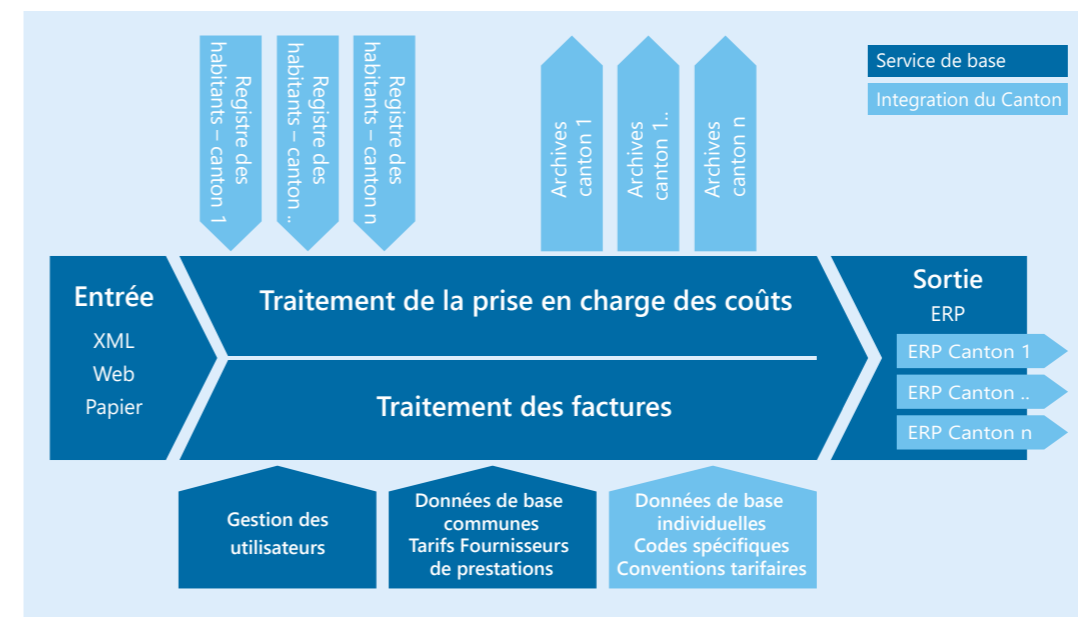 Registre des
habitants – canton 1
Registre des
habitants – canton ..
Registre des
habitants – canton n
Archives
canton 1
Archives
canton 1..
Archives
canton n
Service de base
Integration du Canton
Entrée
XML
Web
Papier
Traitement de la prise en charge des coûts
Traitement des factures
Sortie
ERP
ERP Canton 1
ERP Canton ..
ERP Canton n
Gestion des
utilisateurs
Données de base
communes
Tarifs Fournisseurs
de prestations
Données de base
individuelles
Codes spécifiques
Conventions tarifaires